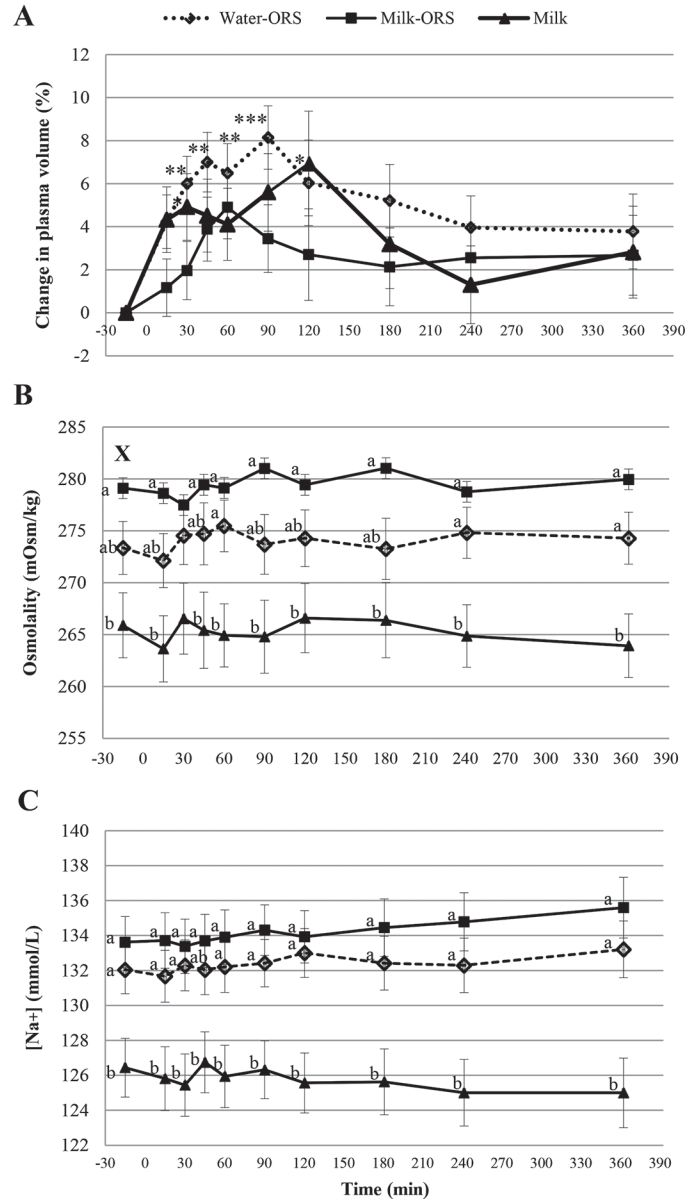 A
Water-ORS Milk-ORS Milk
Change in plasma volume (%)
12
10
8
6
4
2
0
-2
*** ** ** ** * *
-30 0 30 60 90 120 150 180 210 240 270 300 330 360 390
B
Osmolality (mOsm/kg)
285
280
275
270
265
260
255
X
a a a a a a a a a
ab ab ab a ab ab ab a a
b b b b b b b b b
-30 0 30 60 90 120 150 180 210 240 270 300 330 360 390
C
[Na+] (mmol/L)
140
138
136
134
132
130
128
126
124
122
a a a a a a a a a a
a a a ab a a a a a a
b b b b b b b b b b
-30 0 30 60 90 120 150 180 210 240 270 300 330 360 390
Time (min)